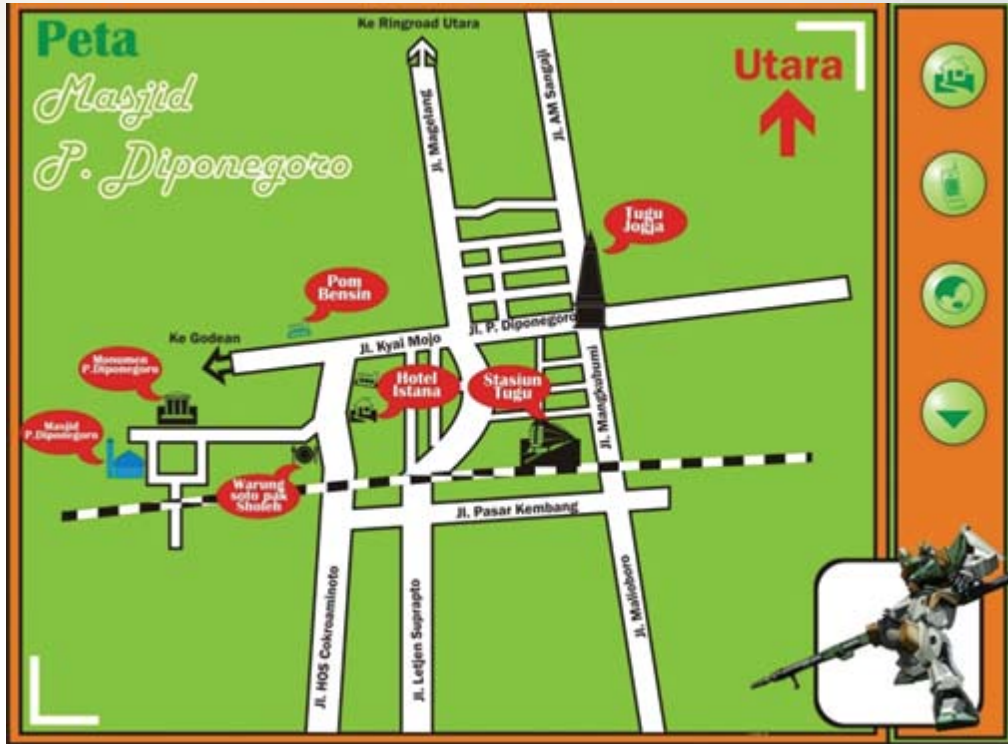 Peta
Masjid
P. Diponegoro
Ke Ringroad Utara
Utara
Jl. Magelang
Jl. AM Sangaji
Tugu
Jogja
Pom
Bensin
Jl. P. Diponegoro
Ke Godean
Jl. Kyai Mojo
Monumen
P.Diponegoro
Hotel
Istana
Stasiun
Tugu
Jl. Mangkubumi
Masjid
P.Diponegoro
Warung
soto pak
Sholeh
Jl. Pasar Kembang
Jl. HOS Cokroaminoto
Jl. Letjen Suprapto
Jl. Malioboro